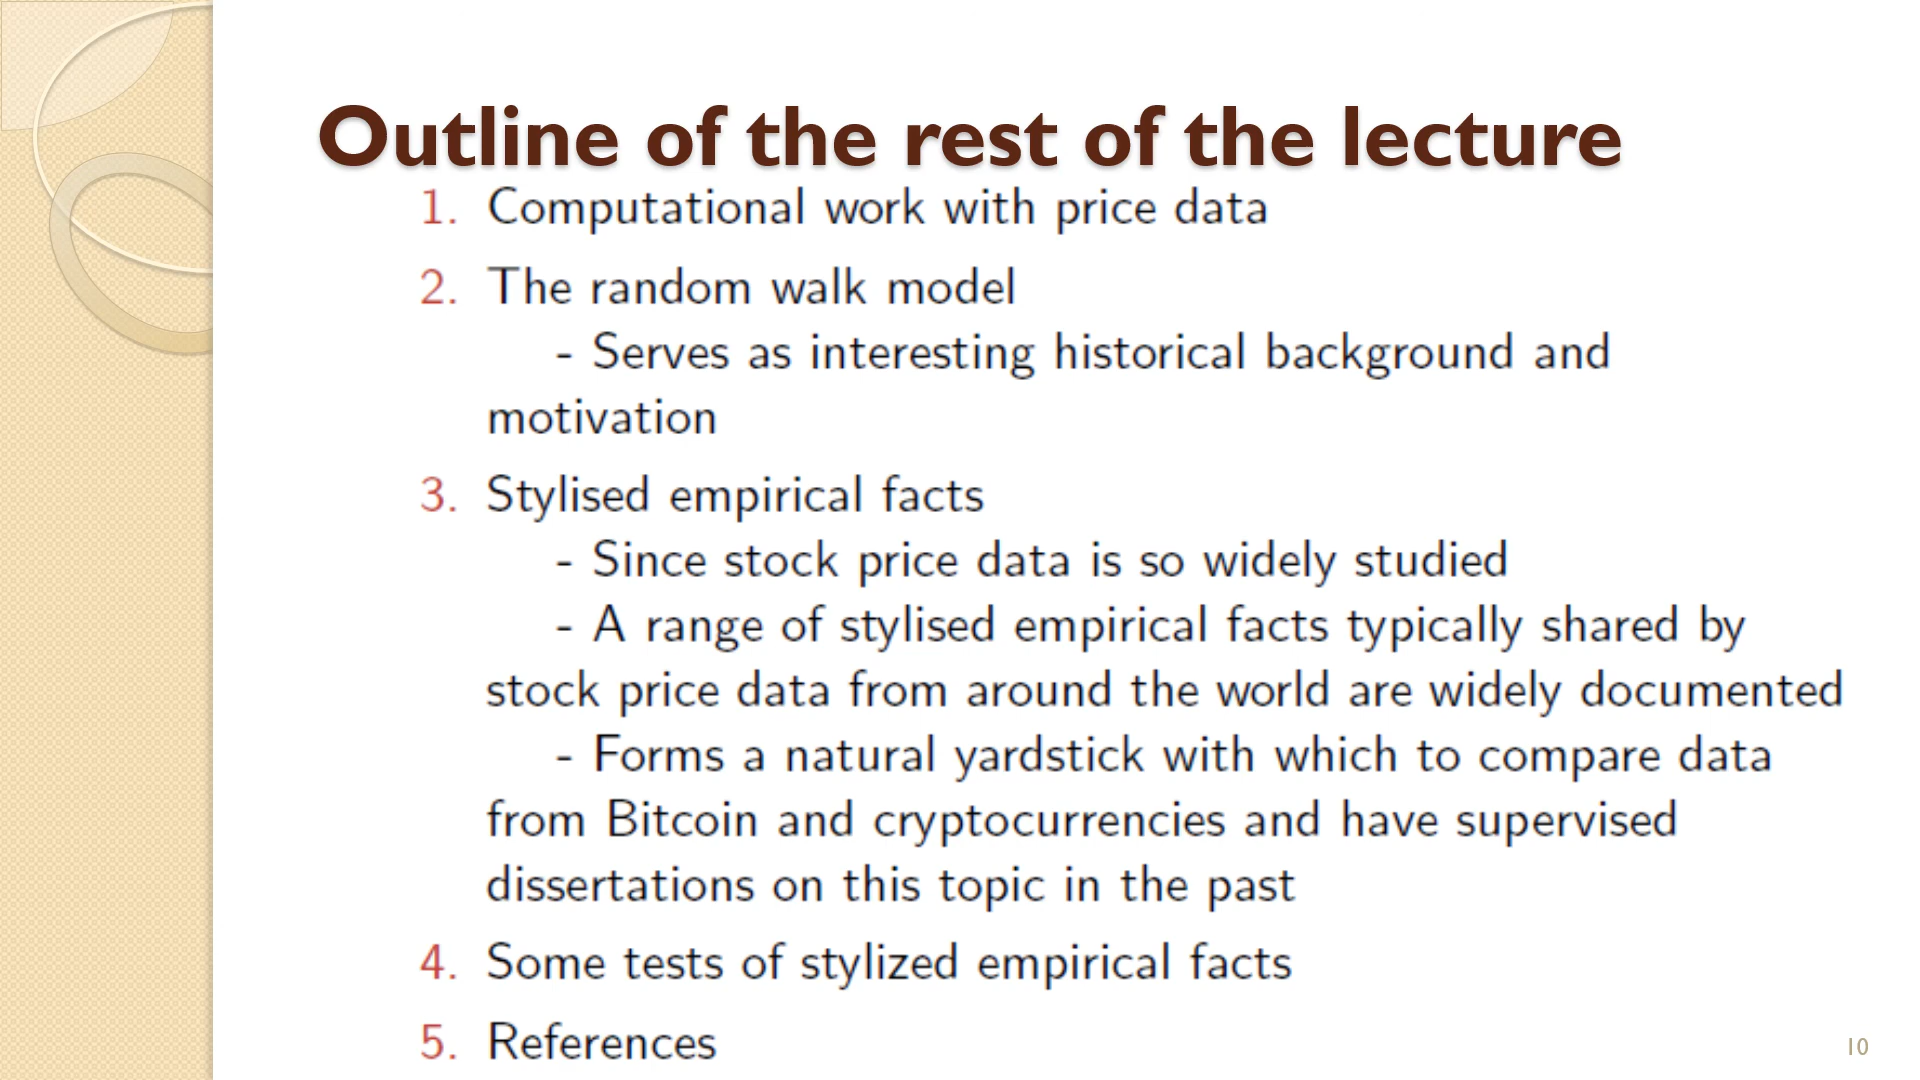 Outline of the rest of the lecture
1. Computational work with price data
2. The random walk model
- Serves as interesting historical background and
motivation
3. Stylised empirical facts
- Since stock price data is so widely studied
- A range of stylised empirical facts typically shared by
stock price data from around the world are widely documented
- Forms a natural yardstick with which to compare data
from Bitcoin and cryptocurrencies and have supervised
dissertations on this topic in the past
4. Some tests of stylized empirical facts
5. References
10